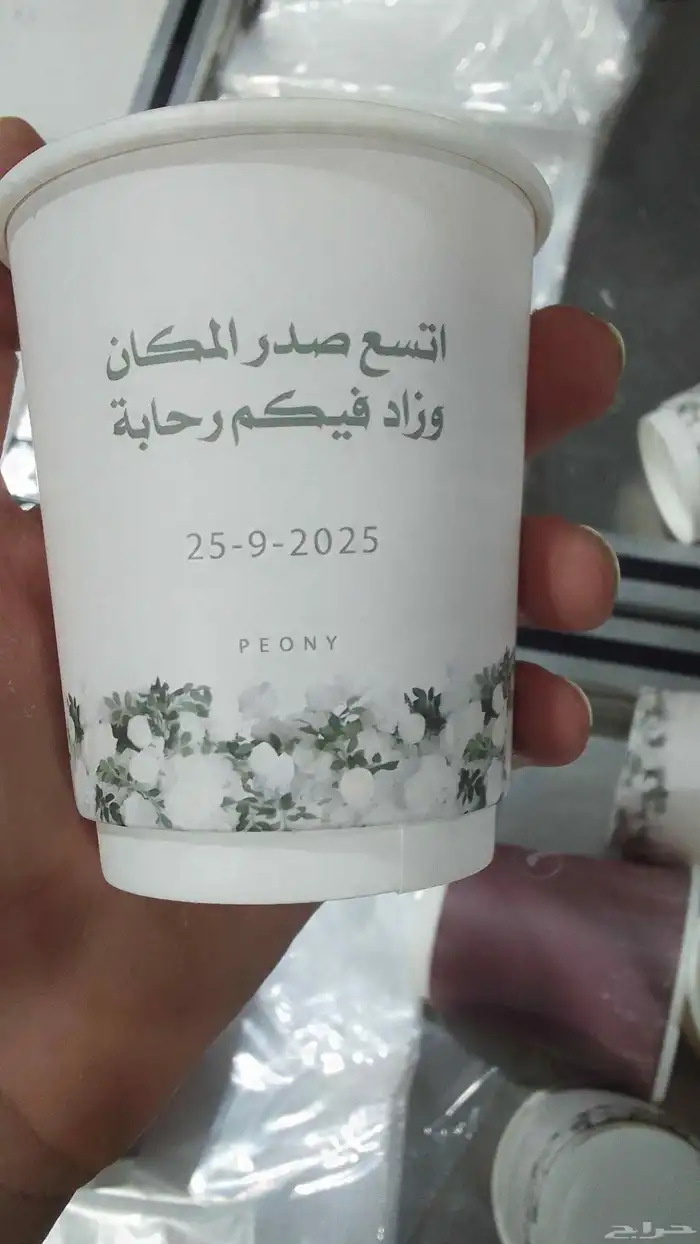 اتسع صدر المكان
وزاد فيكم رحابة
25-9-2025
PEONY
حراج